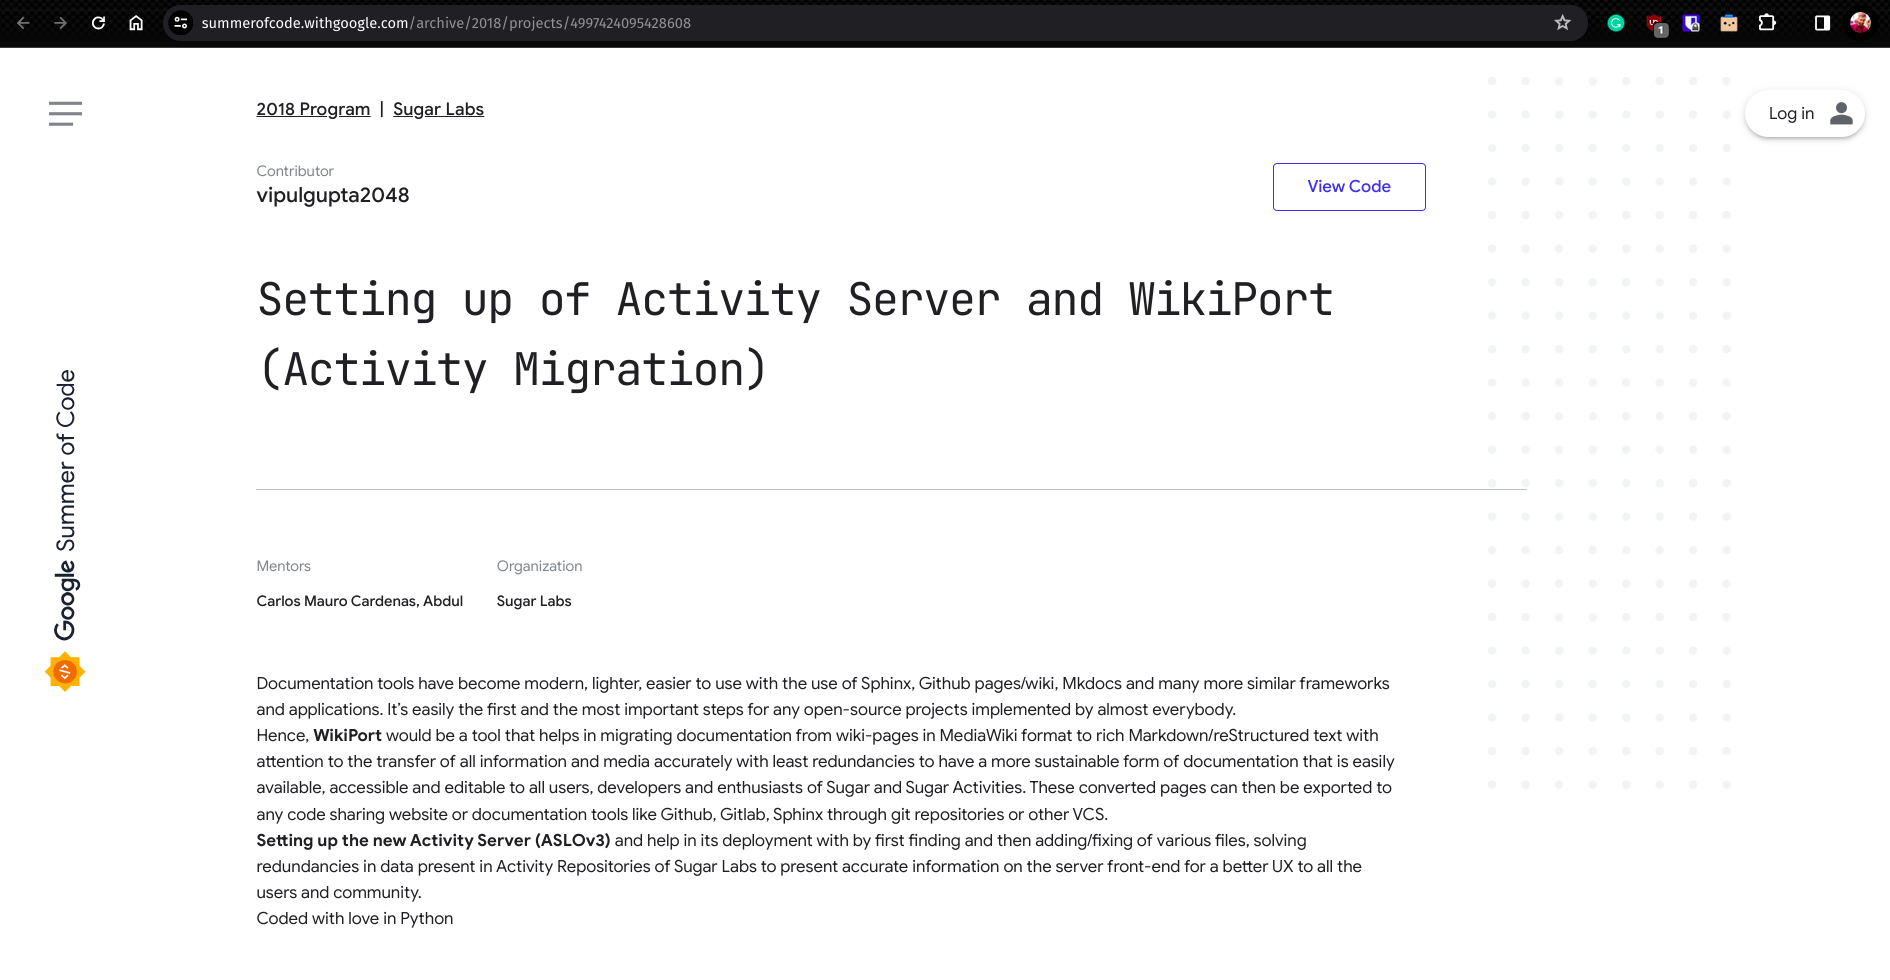 summerofcode.withgoogle.com/archive/2018/projects/4997424095428608
1
2018 Program | Sugar Labs
Log in
Contributor
vipulgupta2048
View Code
Setting up of Activity Server and WikiPort
(Activity Migration)
Google Summer of Code
Mentors
Organization
Carlos Mauro Cardenas, Abdul
Sugar Labs
Documentation tools have become modern, lighter, easier to use with the use of Sphinx, Github pages/wiki, Mkdocs and many more similar frameworks
and applications. It’s easily the first and the most important steps for any open-source projects implemented by almost everybody.
Hence, WikiPort would be a tool that helps in migrating documentation from wiki-pages in MediaWiki format to rich Markdown/reStructured text with
attention to the transfer of all information and media accurately with least redundancies to have a more sustainable form of documentation that is easily
available, accessible and editable to all users, developers and enthusiasts of Sugar and Sugar Activities. These converted pages can then be exported to
any code sharing website or documentation tools like Github, Gitlab, Sphinx through git repositories or other VCS.
Setting up the new Activity Server (ASLOv3) and help in its deployment with by first finding and then adding/fixing of various files, solving
redundancies in data present in Activity Repositories of Sugar Labs to present accurate information on the server front-end for a better UX to all the
users and community.
Coded with love in Python